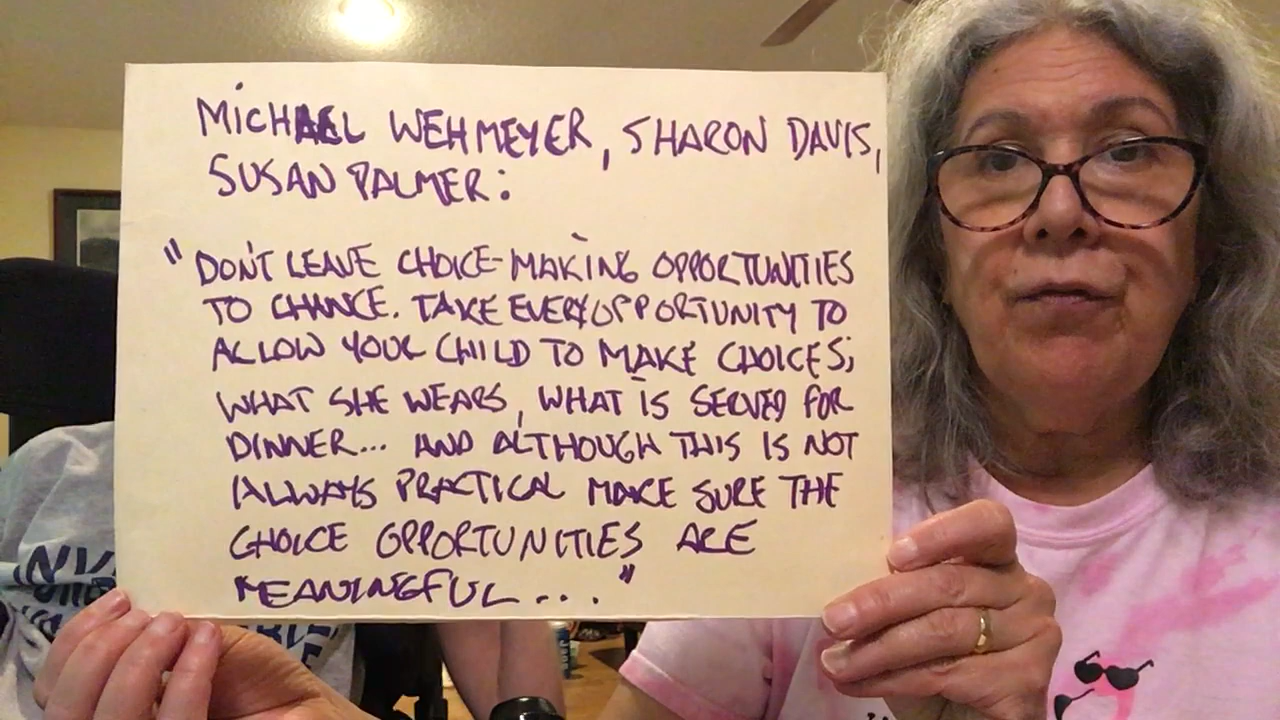 MICHAEL WEHMEYER, SHARON DAVIS,
SUSAN PALMER:
"DON'T LEAVE CHOICE-MAKING OPPORTUNITIES
TO CHANCE. TAKE EVERY OPPORTUNITY TO
ALLOW YOUR CHILD TO MAKE CHOICES;
WHAT SHE WEARS, WHAT IS SERVED FOR
DINNER... AND ALTHOUGH THIS IS NOT
ALWAYS PRACTICAL MAKE SURE THE
CHOICE OPPORTUNITIES ARE
MEANINGFUL..."